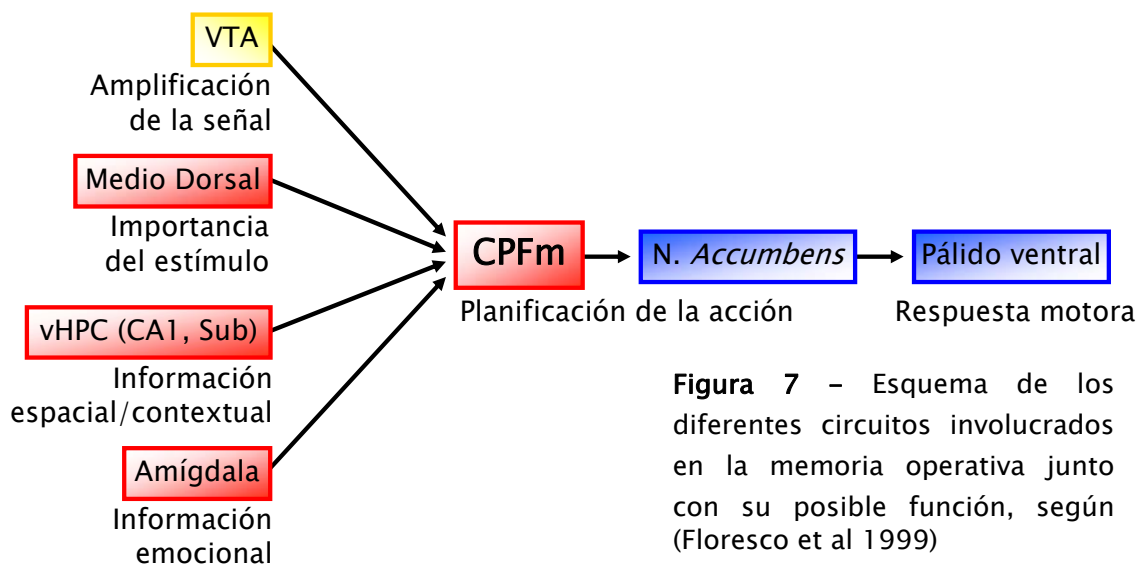 VTA
Amplificación
de la señal
Medio Dorsal
Importancia
del estímulo
vHPC (CA1, Sub)
Información
espacial/contextual
Amígdala
Información
emocional
CPFm
Planificación de la acción
N. Accumbens
Pálido ventral
Respuesta motora
Figura 7 – Esquema de los
diferentes circuitos involucrados
en la memoria operativa junto
con su posible función, según
(Floresco et al 1999)